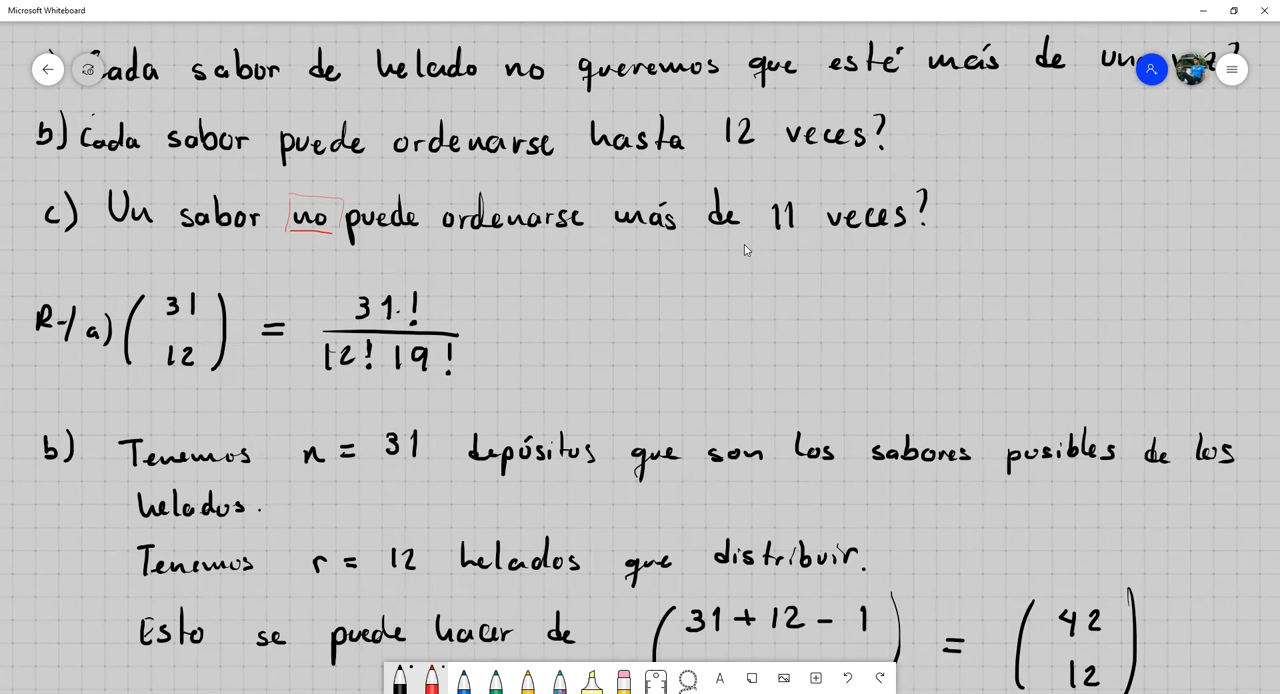 Microsoft Whiteboard
Cada sabor de helado no queremos que esté más de una vez?
b) Cada sabor puede ordenarse hasta 12 veces?
c) Un sabor no puede ordenarse más de 11 veces?
R-/ a) ( 31 12 ) = 31! / 12! 19!
b) Tenemos n = 31 depósitos que son los sabores posibles de los
helados.
Tenemos r = 12 helados que distribuir.
Esto se puede hacer de ( 31 + 12 - 1 ) = ( 42 12 )